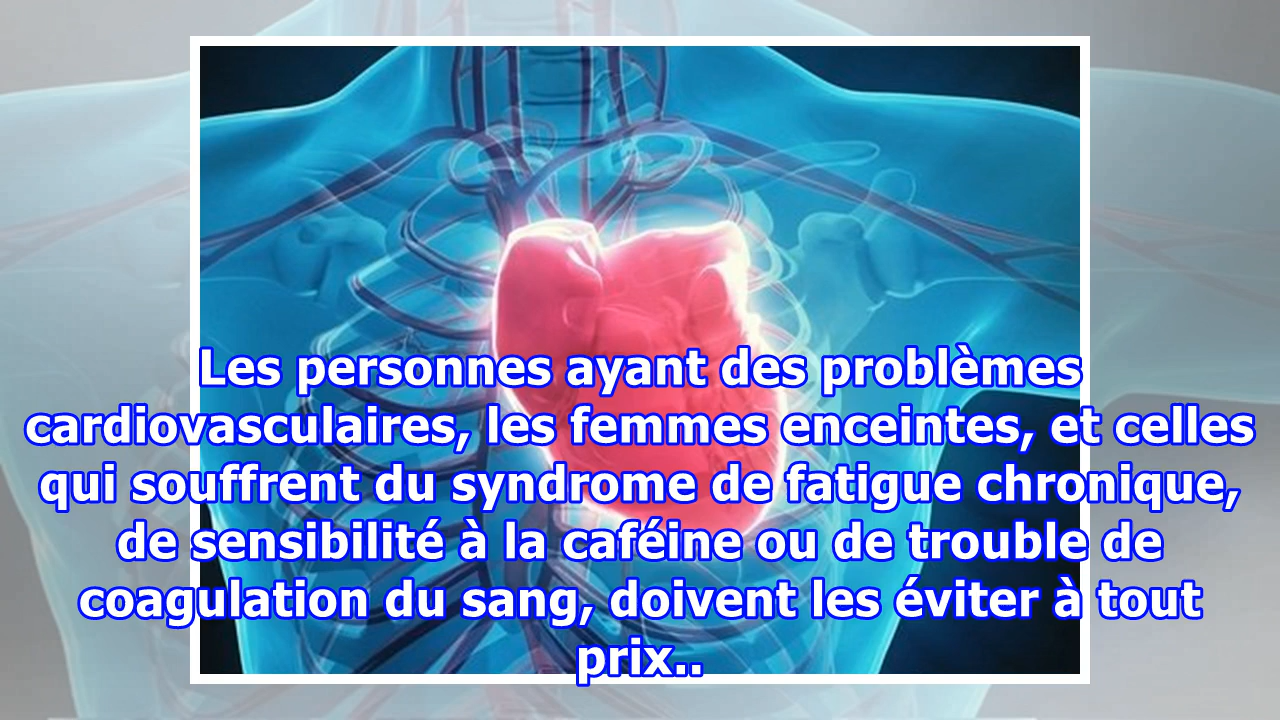 Les personnes ayant des problèmes
cardiovasculaires, les femmes enceintes, et celles
qui souffrent du syndrome de fatigue chronique,
de sensibilité à la caféine ou de trouble de
coagulation du sang, doivent les éviter à tout
prix..